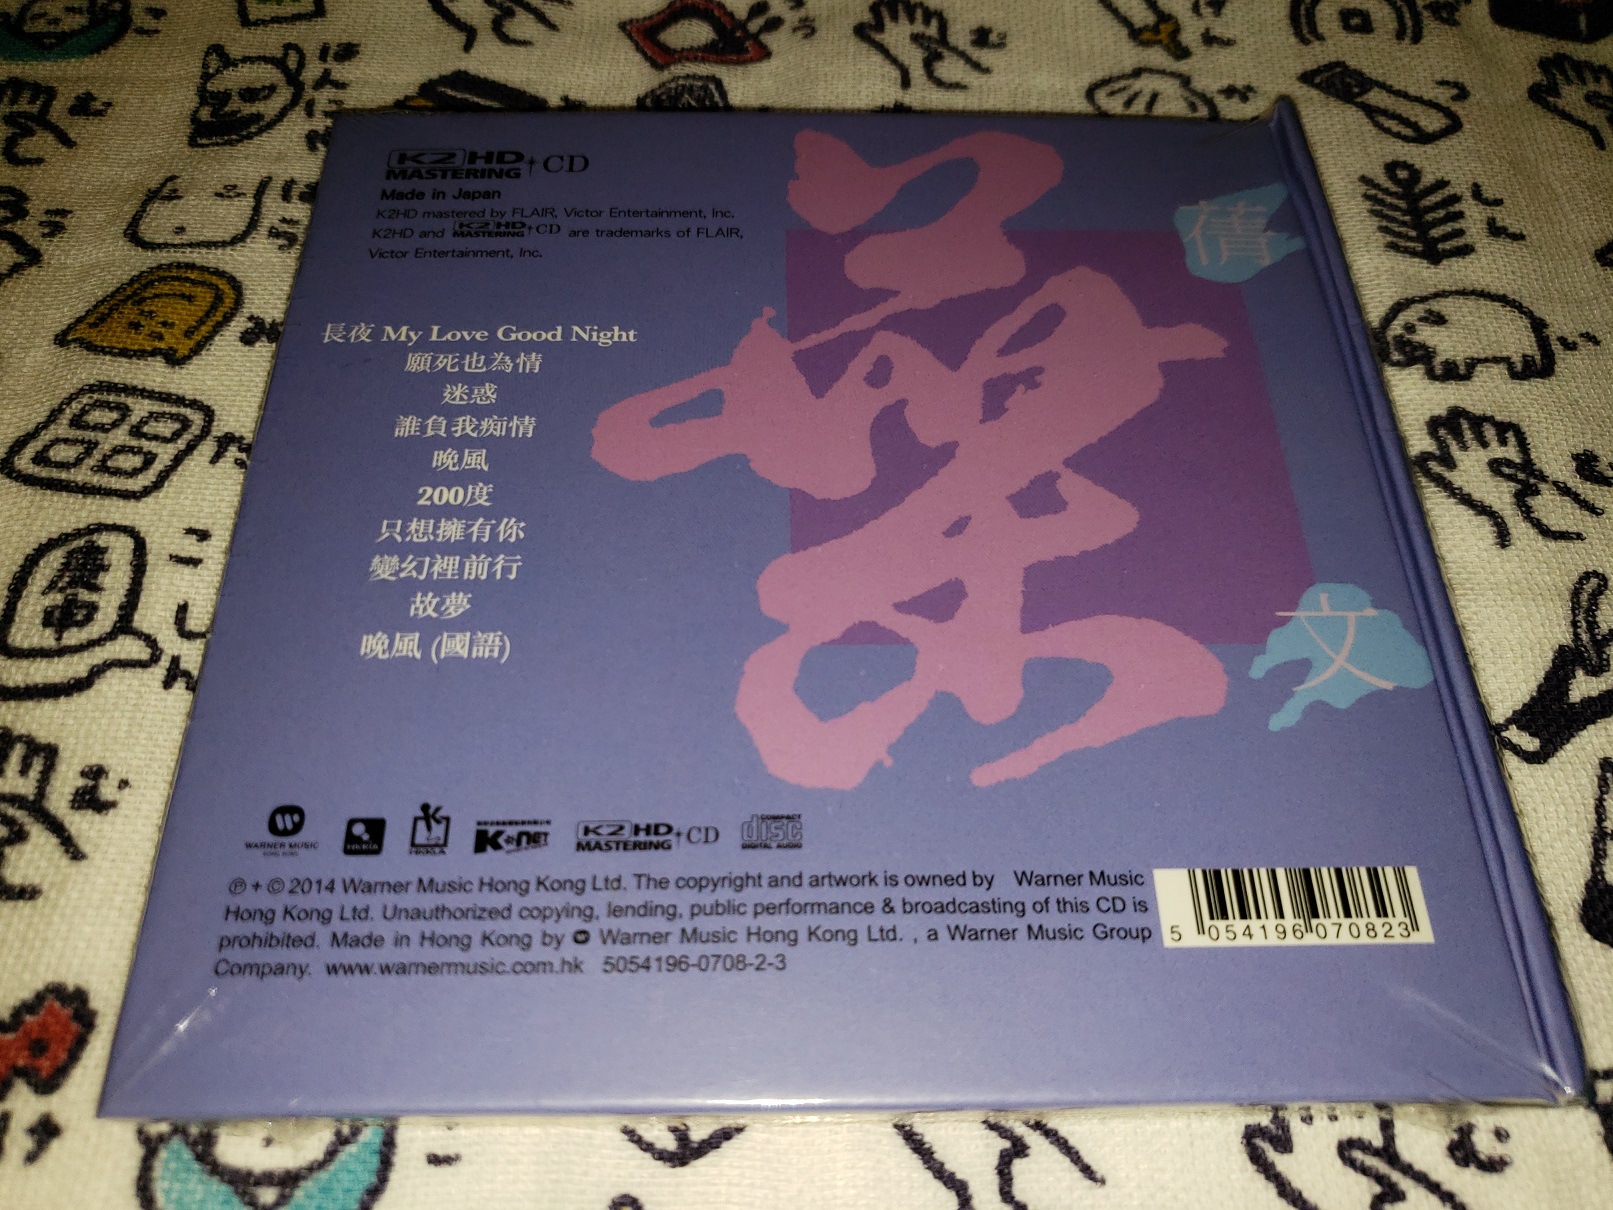 K2 HD MASTERING + CD
Made in Japan
K2HD mastered by FLAIR, Victor Entertainment, Inc.
K2HD and K2 HD MASTERING + CD are trademarks of FLAIR,
Victor Entertainment, Inc.
葉
倩
文
長夜 My Love Good Night
願死也為情
迷惑
誰負我痴情
晚風
200度
只想擁有你
變幻裡前行
故夢
晚風 (國語)
WARNER MUSIC
HKRIA
HKKLA
K★NET
K2 HD MASTERING + CD
COMPACT disc DIGITAL AUDIO
℗ + © 2014 Warner Music Hong Kong Ltd. The copyright and artwork is owned by Warner Music
Hong Kong Ltd. Unauthorized copying, lending, public performance & broadcasting of this CD is
prohibited. Made in Hong Kong by Warner Music Hong Kong Ltd. , a Warner Music Group
Company. www.warnermusic.com.hk 5054196-0708-2-3
5 054196 070823